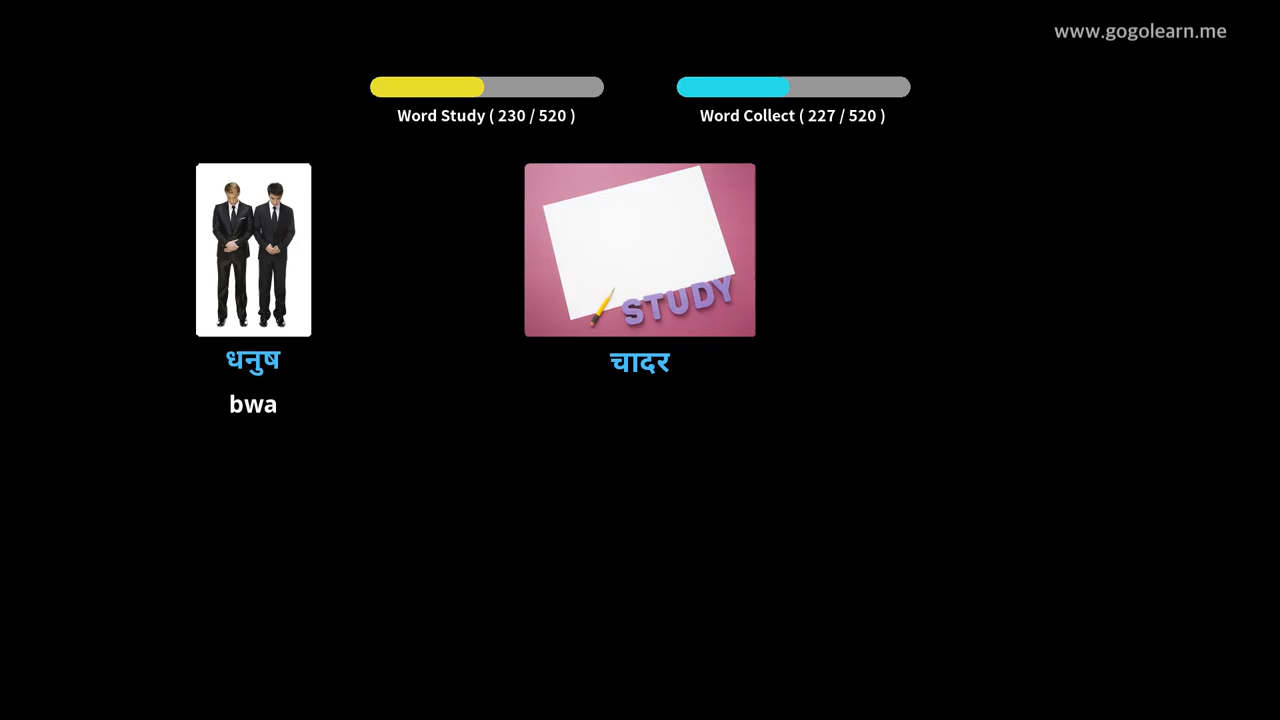 www.gogolearn.me
Word Study ( 230 / 520 )
Word Collect ( 227 / 520 )
STUDY
धनुष
चादर
bwa